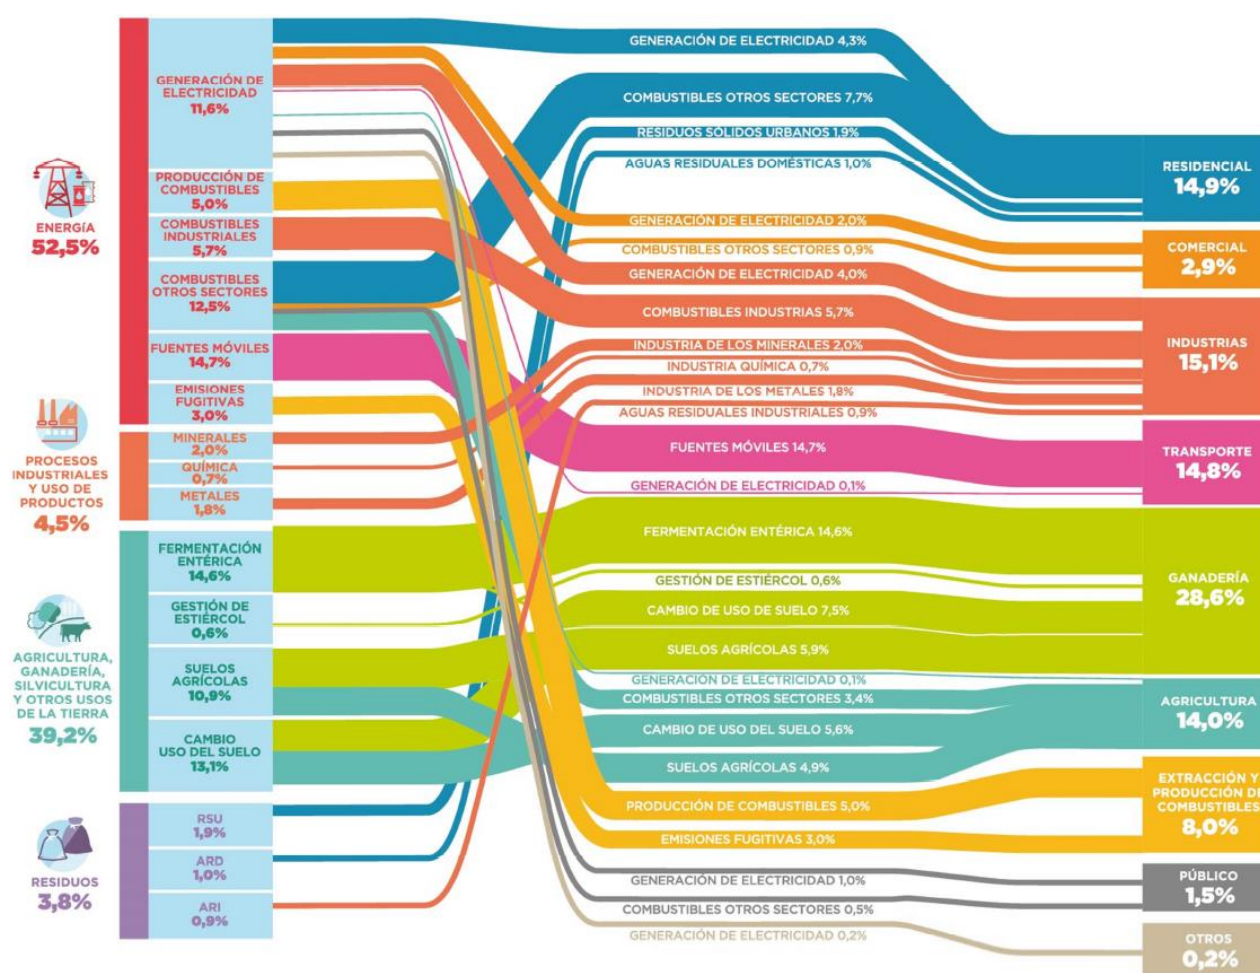 ENERGÍA
52,5%
PROCESOS
INDUSTRIALES
Y USO DE
PRODUCTOS
4,5%
AGRICULTURA,
GANADERÍA,
SILVICULTURA
Y OTROS USOS
DE LA TIERRA
39,2%
RESIDUOS
3,8%
GENERACIÓN DE
ELECTRICIDAD
11,6%
PRODUCCIÓN DE
COMBUSTIBLES
5,0%
COMBUSTIBLES
INDUSTRIALES
5,7%
COMBUSTIBLES
OTROS SECTORES
12,5%
FUENTES MÓVILES
14,7%
EMISIONES
FUGITIVAS
3,0%
MINERALES
2,0%
QUÍMICA
0,7%
METALES
1,8%
FERMENTACIÓN
ENTÉRICA
14,6%
GESTIÓN DE
ESTIÉRCOL
0,6%
SUELOS
AGRÍCOLAS
10,9%
CAMBIO
USO DEL SUELO
13,1%
RSU
1,9%
ARD
1,0%
ARI
0,9%
GENERACIÓN DE ELECTRICIDAD 4,3%
COMBUSTIBLES OTROS SECTORES 7,7%
RESIDUOS SÓLIDOS URBANOS 1,9%
AGUAS RESIDUALES DOMÉSTICAS 1,0%
GENERACIÓN DE ELECTRICIDAD 2,0%
COMBUSTIBLES OTROS SECTORES 0,9%
GENERACIÓN DE ELECTRICIDAD 4,0%
COMBUSTIBLES INDUSTRIAS 5,7%
INDUSTRIA DE LOS MINERALES 2,0%
INDUSTRIA QUÍMICA 0,7%
INDUSTRIA DE LOS METALES 1,8%
AGUAS RESIDUALES INDUSTRIALES 0,9%
FUENTES MÓVILES 14,7%
GENERACIÓN DE ELECTRICIDAD 0,1%
FERMENTACIÓN ENTÉRICA 14,6%
GESTIÓN DE ESTIÉRCOL 0,6%
CAMBIO DE USO DE SUELO 7,5%
SUELOS AGRÍCOLAS 5,9%
GENERACIÓN DE ELECTRICIDAD 0,1%
COMBUSTIBLES OTROS SECTORES 3,4%
CAMBIO DE USO DEL SUELO 5,6%
SUELOS AGRÍCOLAS 4,9%
PRODUCCIÓN DE COMBUSTIBLES 5,0%
EMISIONES FUGITIVAS 3,0%
GENERACIÓN DE ELECTRICIDAD 1,0%
COMBUSTIBLES OTROS SECTORES 0,5%
GENERACIÓN DE ELECTRICIDAD 0,2%
RESIDENCIAL
14,9%
COMERCIAL
2,9%
INDUSTRIAS
15,1%
TRANSPORTE
14,8%
GANADERÍA
28,6%
AGRICULTURA
14,0%
EXTRACCIÓN Y
PRODUCCIÓN DE
COMBUSTIBLES
8,0%
PÚBLICO
1,5%
OTROS
0,2%